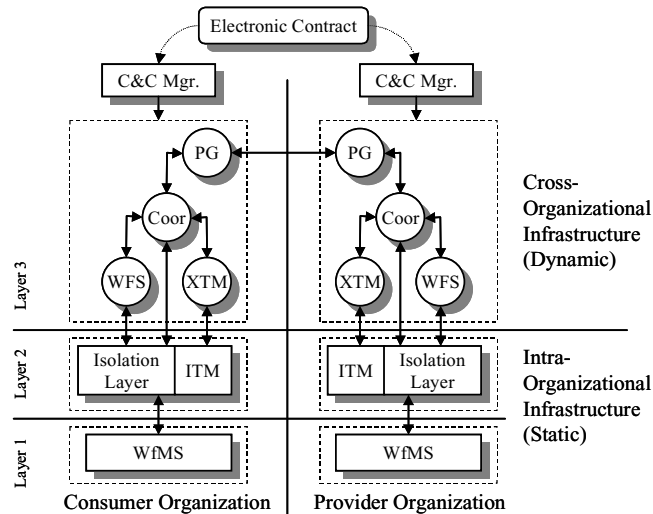 Electronic Contract
C&C Mgr.
C&C Mgr.
PG
PG
Coor
Coor
WFS
XTM
XTM
WFS
Cross-
Organizational
Infrastructure
(Dynamic)
Layer 3
Isolation
Layer
ITM
ITM
Isolation
Layer
Layer 2
Intra-
Organizational
Infrastructure
(Static)
WfMS
WfMS
Layer 1
Consumer Organization
Provider Organization